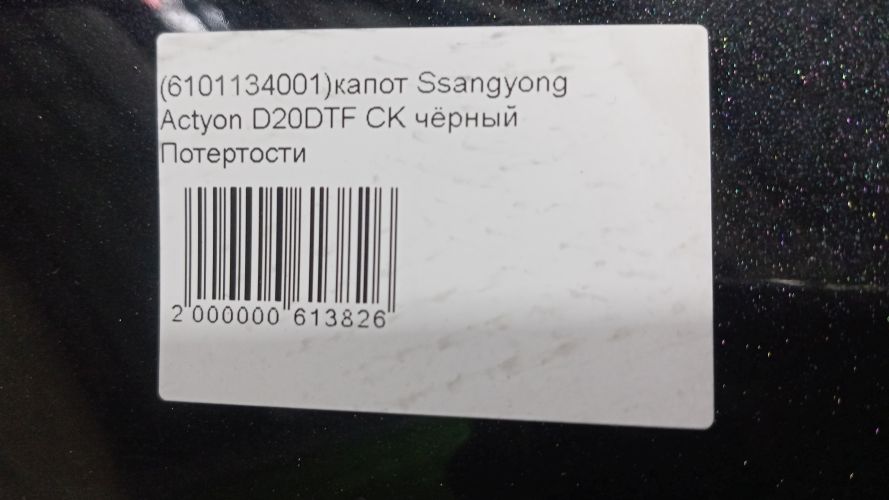 (6101134001)капот Ssangyong
Actyon D20DTF CK чёрный
Потертости
2 000000 613826